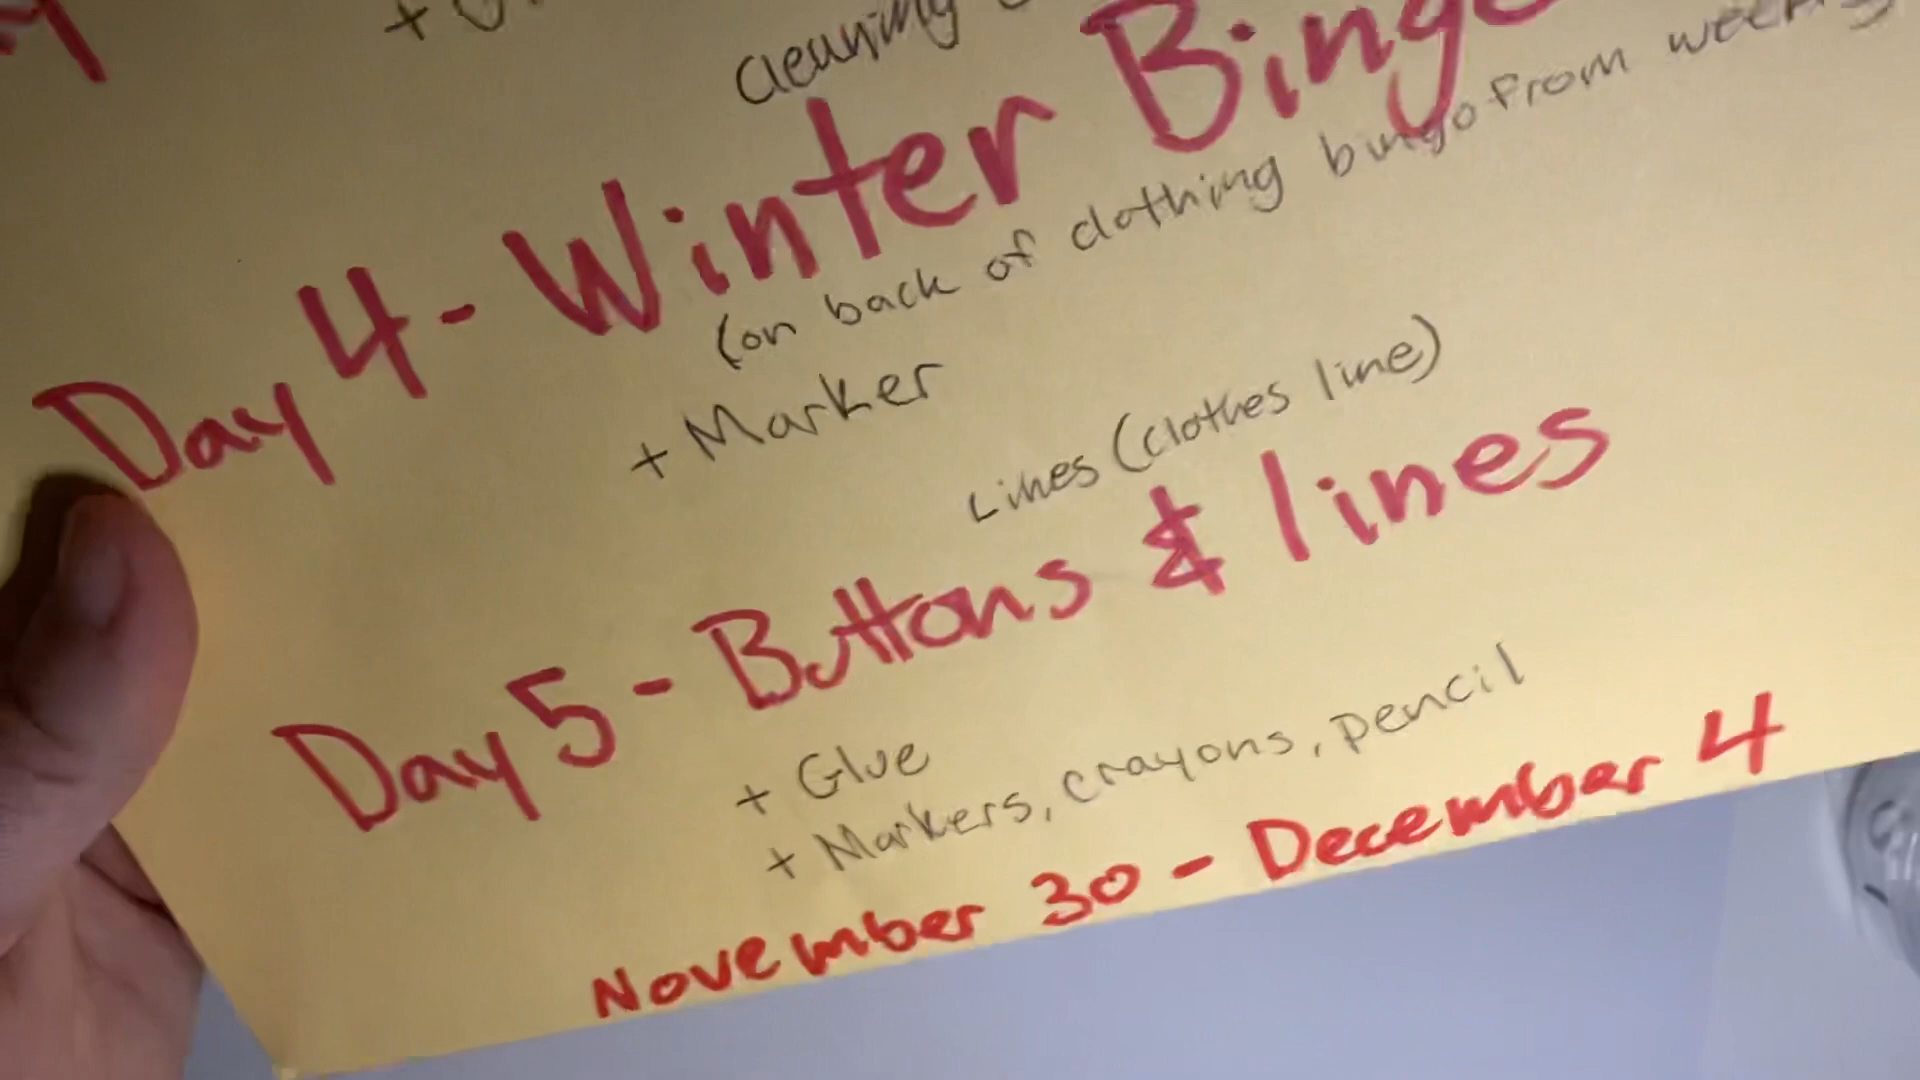 cleaning
Day 4 - Winter Bingo
(on back of clothing bingo from
+ Marker
Lines (clothes line)
Day 5 - Buttons & lines
+ Glue
+ Markers, crayons, pencil
November 30 - December 4